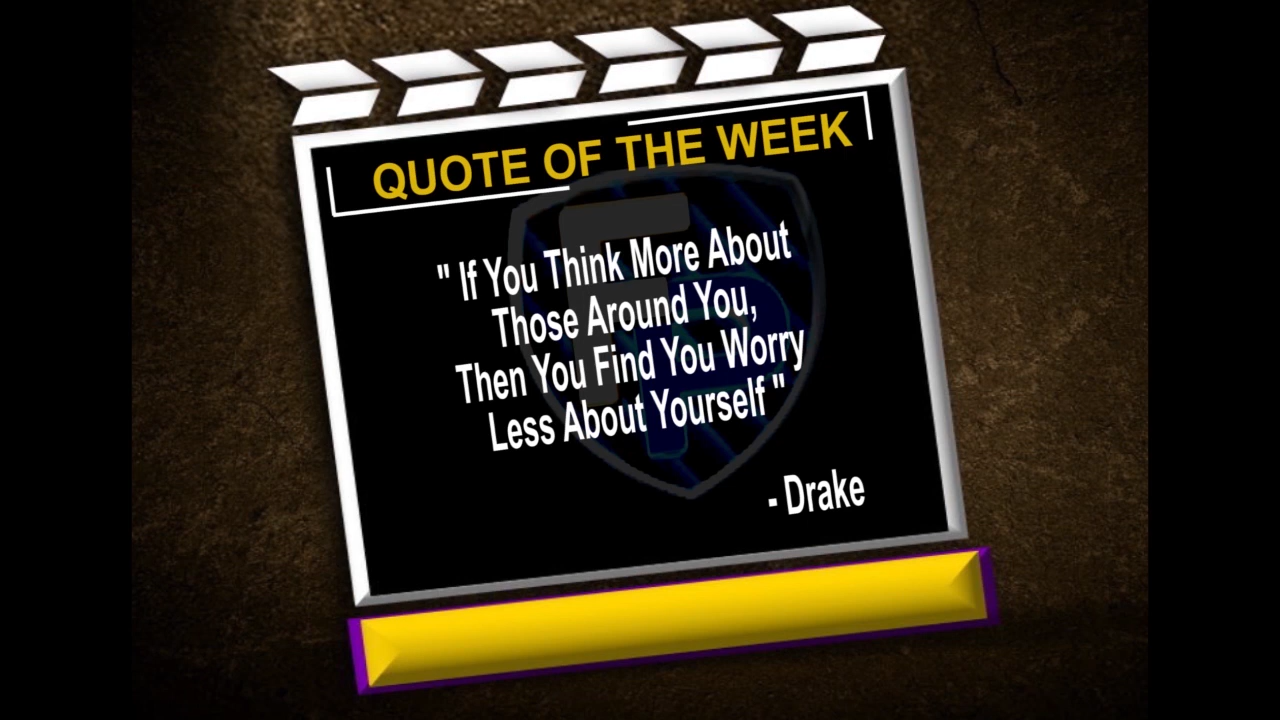 QUOTE OF THE WEEK
" If You Think More About
Those Around You,
Then You Find You Worry
Less About Yourself "
- Drake